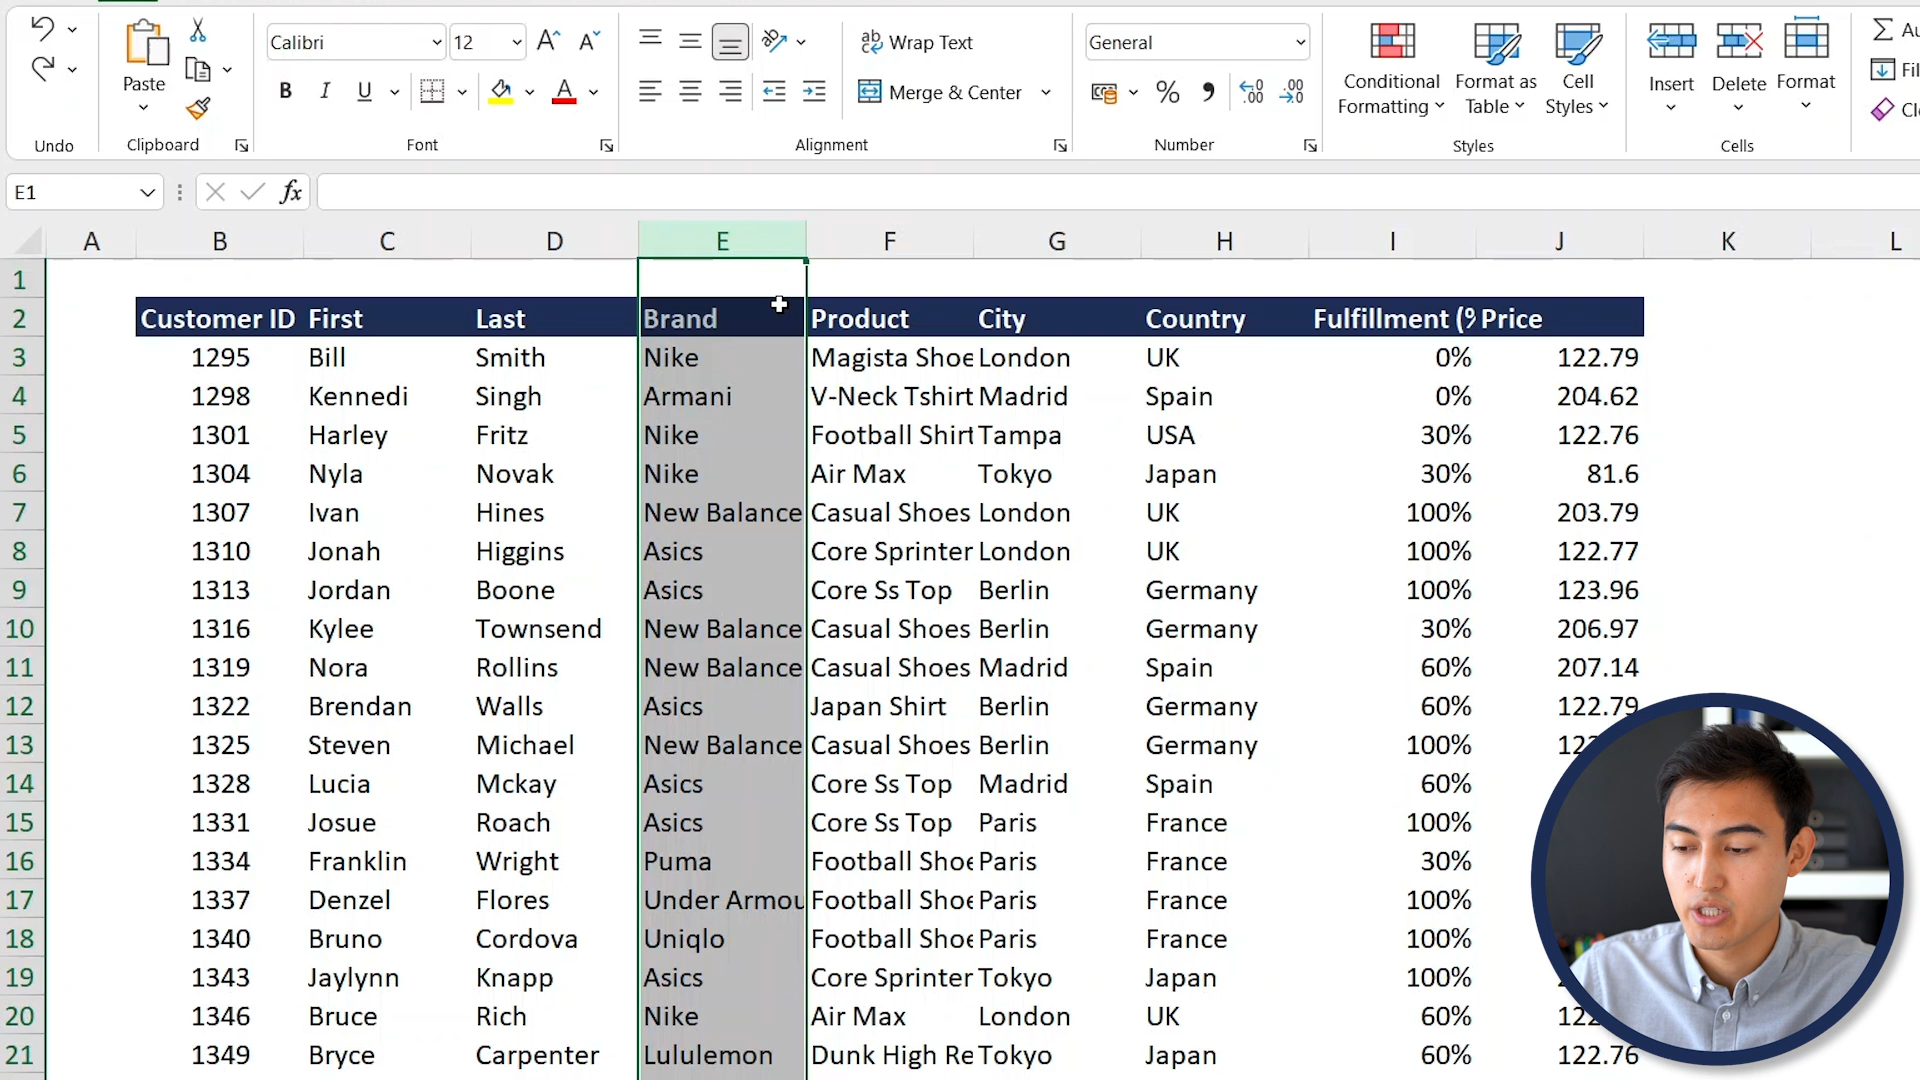 Calibri 12 ab Wrap Text General Au
Paste B I U A Merge & Center % Conditional Formatting Format as Table Cell Styles Insert Delete Format Fil
Undo Clipboard Font Alignment Number Styles Cells
E1 fx
A B C D E F G H I J K L
1
2 Customer ID First Last Brand Product City Country Fulfillment (% Price
3 1295 Bill Smith Nike Magista Shoe London UK 0% 122.79
4 1298 Kennedi Singh Armani V-Neck Tshirt Madrid Spain 0% 204.62
5 1301 Harley Fritz Nike Football Shirt Tampa USA 30% 122.76
6 1304 Nyla Novak Nike Air Max Tokyo Japan 30% 81.6
7 1307 Ivan Hines New Balance Casual Shoes London UK 100% 203.79
8 1310 Jonah Higgins Asics Core Sprinter London UK 100% 122.77
9 1313 Jordan Boone Asics Core Ss Top Berlin Germany 100% 123.96
10 1316 Kylee Townsend New Balance Casual Shoes Berlin Germany 30% 206.97
11 1319 Nora Rollins New Balance Casual Shoes Madrid Spain 60% 207.14
12 1322 Brendan Walls Asics Japan Shirt Berlin Germany 60% 122.79
13 1325 Steven Michael New Balance Casual Shoes Berlin Germany 100%
14 1328 Lucia Mckay Asics Core Ss Top Madrid Spain 60%
15 1331 Josue Roach Asics Core Ss Top Paris France 100%
16 1334 Franklin Wright Puma Football Shoe Paris France 30%
17 1337 Denzel Flores Under Armou Football Shoe Paris France 100%
18 1340 Bruno Cordova Uniqlo Football Shoe Paris France 100%
19 1343 Jaylynn Knapp Asics Core Sprinter Tokyo Japan 100%
20 1346 Bruce Rich Nike Air Max London UK 60%
21 1349 Bryce Carpenter Lululemon Dunk High Re Tokyo Japan 60% 122.76